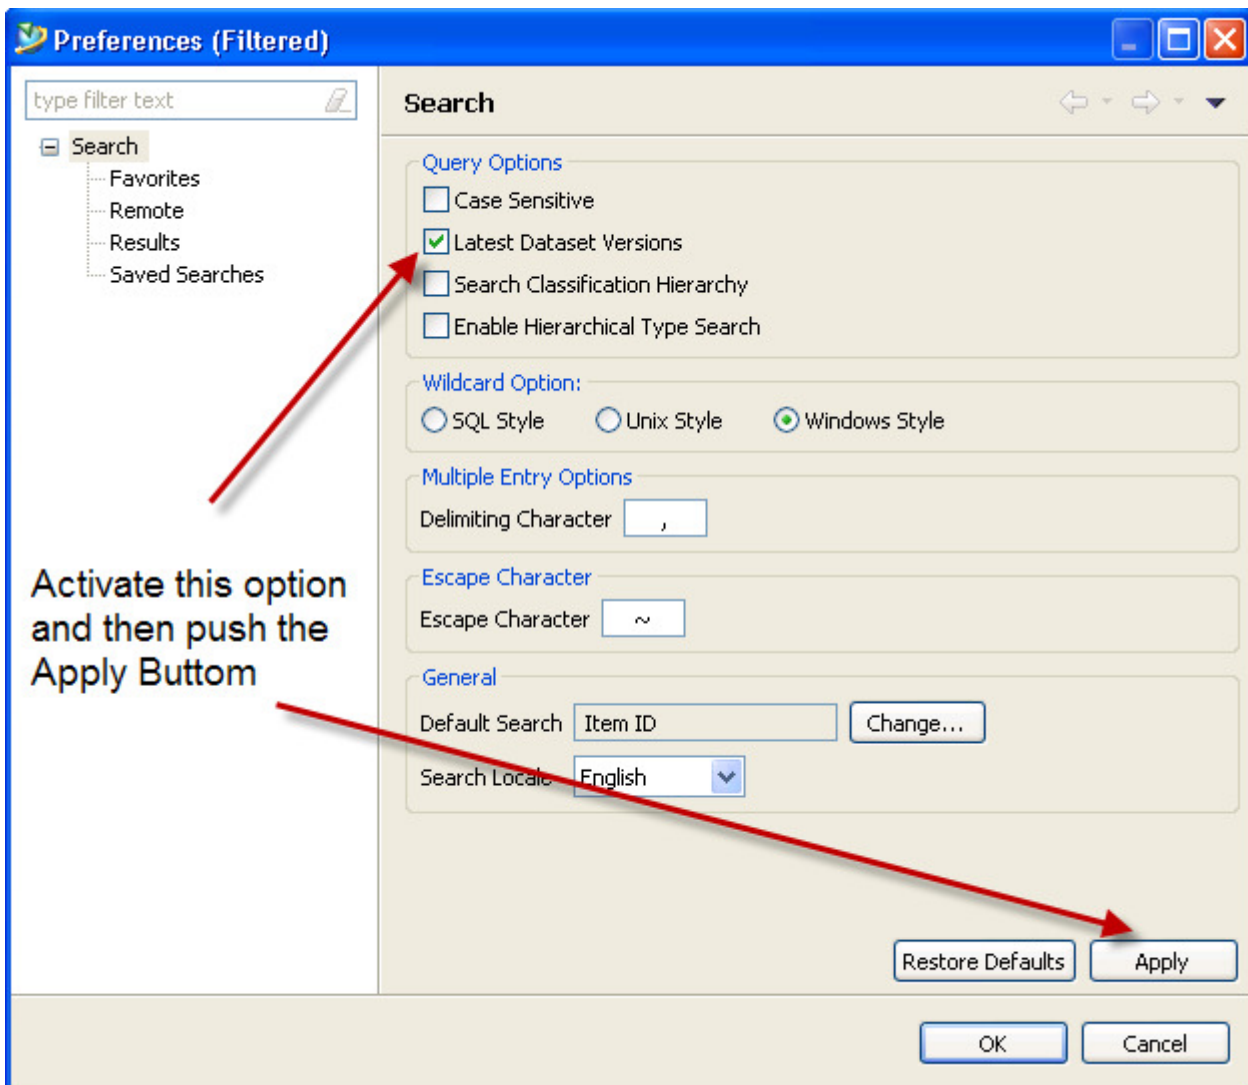 Preferences (Filtered)
type filter text
Search
Favorites
Remote
Results
Saved Searches
Search
Query Options
Case Sensitive
Latest Dataset Versions
Search Classification Hierarchy
Enable Hierarchical Type Search
Wildcard Option:
SQL Style Unix Style Windows Style
Multiple Entry Options
Delimiting Character ,
Escape Character
Escape Character ~
General
Default Search Item ID Change...
Search Locale English
Activate this option
and then push the
Apply Buttom
Restore Defaults Apply
OK Cancel